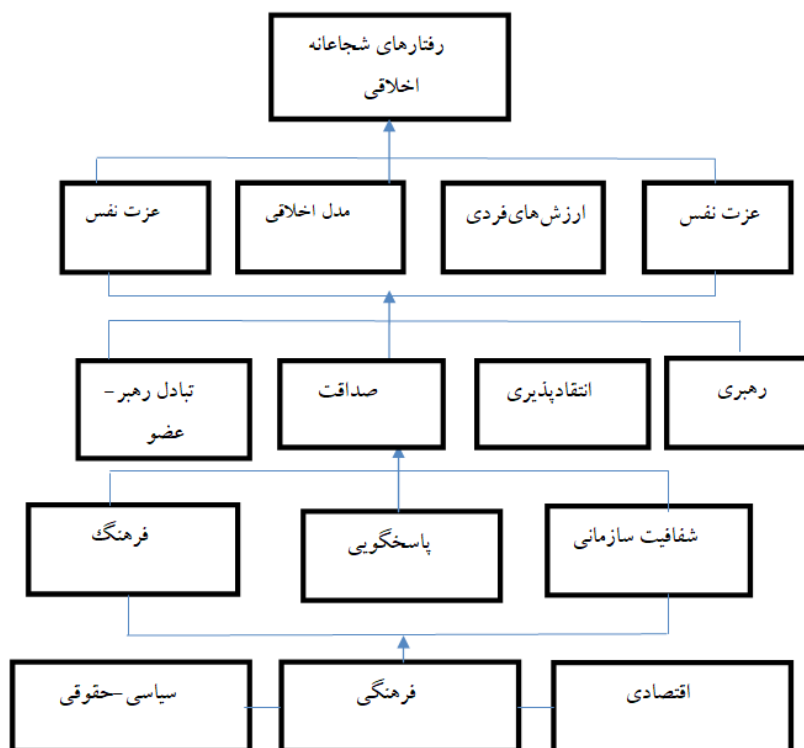 رفتارهای شجاعانه
اخلاقی
عزت نفس
ارزش‌های‌فردی
مدل اخلاقی
عزت نفس
رهبری
انتقادپذیری
صداقت
تبادل رهبر-
عضو
شفافیت سازمانی
پاسخگویی
فرهنگ
اقتصادی
فرهنگی
سیاسی-حقوقی